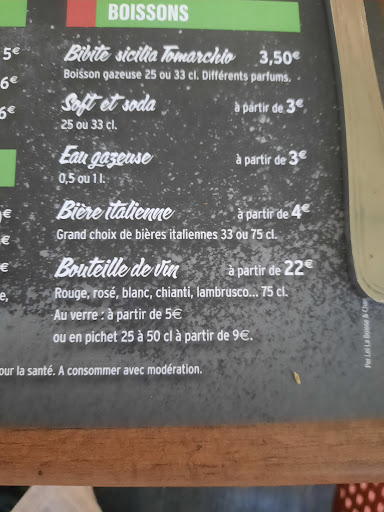 BOISSONS
5€
Bibite sicilia Tomarchio 3,50€
Boisson gazeuse 25 ou 33 cl. Différents parfums.
6€
Soft et soda à partir de 3€
6€
25 ou 33 cl.
Eau gazeuse à partir de 3€
0,5 ou 1 l.
Bière italienne à partir de 4€
€
Grand choix de bières italiennes 33 ou 75 cl.
€
Bouteille de vin à partir de 22€
€
Rouge, rosé, blanc, chianti, lambrusco... 75 cl.
Au verre : à partir de 5€
ou en pichet 25 à 50 cl à partir de 9€.
our la santé. A consommer avec modération.